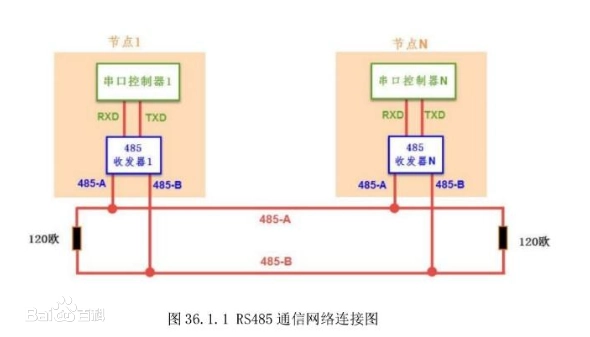 节点1
节点N
串口控制器1
串口控制器N
RXD
TXD
RXD
TXD
485
收发器1
485
收发器N
485-A
485-B
485-A
485-B
485-A
120欧
120欧
485-B
Bai百科
图 36.1.1 RS485 通信网络连接图